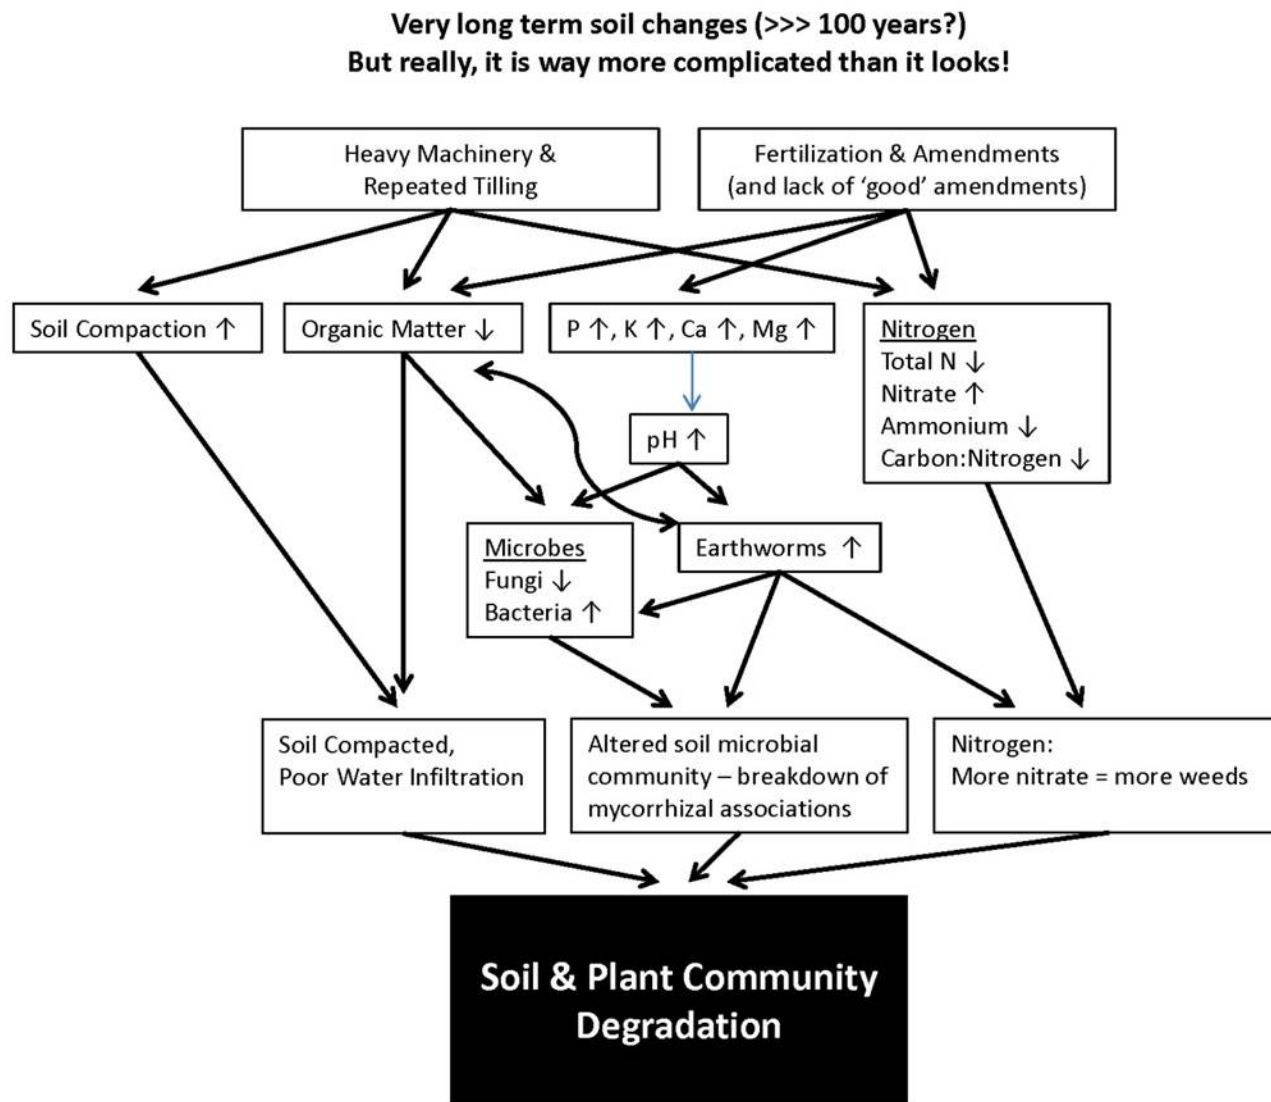 Very long term soil changes (>>> 100 years?)
But really, it is way more complicated than it looks!
Heavy Machinery &
Repeated Tilling
Fertilization & Amendments
(and lack of ‘good’ amendments)
Soil Compaction ↑
Organic Matter ↓
P ↑, K ↑, Ca ↑, Mg ↑
Nitrogen
Total N ↓
Nitrate ↑
Ammonium ↓
Carbon:Nitrogen ↓
pH ↑
Microbes
Fungi ↓
Bacteria ↑
Earthworms ↑
Soil Compacted,
Poor Water Infiltration
Altered soil microbial
community – breakdown of
mycorrhizal associations
Nitrogen:
More nitrate = more weeds
Soil & Plant Community
Degradation